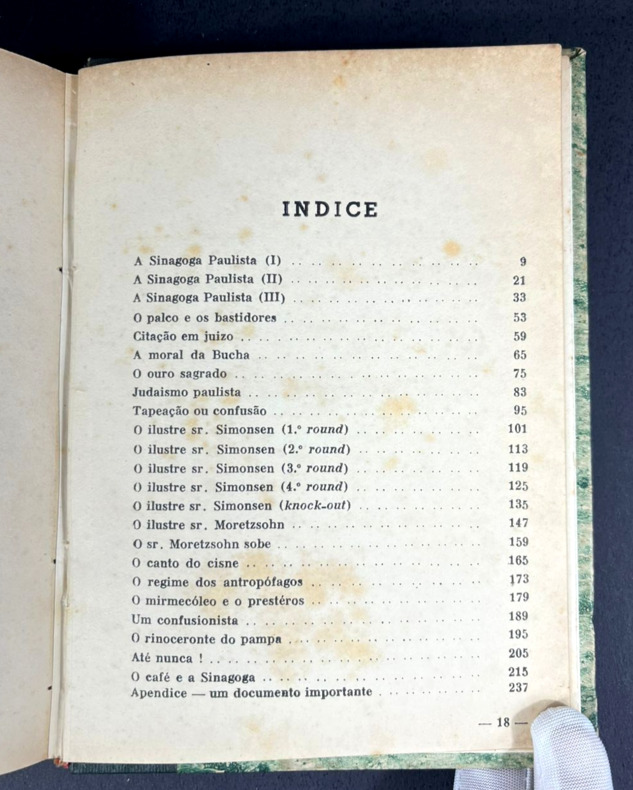 INDICE
A Sinagoga Paulista (I) .. .. .. .. .. .. .. .. .. .. 9
A Sinagoga Paulista (II) .. .. .. .. .. .. .. .. .. .. 21
A Sinagoga Paulista (III) .. .. .. .. .. .. .. .. .. .. 33
O palco e os bastidores .. .. .. .. .. .. .. .. .. .. 53
Citação em juizo .. .. .. .. .. .. .. .. .. .. .. .. 59
A moral da Bucha .. .. .. .. .. .. .. .. .. .. .. 65
O ouro sagrado .. .. .. .. .. .. .. .. .. .. .. .. 75
Judaismo paulista .. .. .. .. .. .. .. .. .. .. .. .. 83
Tapeação ou confusão .. .. .. .. .. .. .. .. .. .. 95
O ilustre sr. Simonsen (1.º round) .. .. .. .. .. .. 101
O ilustre sr. Simonsen (2.º round) .. .. .. .. .. .. 113
O ilustre sr. Simonsen (3.º round) .. .. .. .. .. .. 119
O ilustre sr. Simonsen (4.º round) .. .. .. .. .. .. 125
O ilustre sr. Simonsen (knock-out) .. .. .. .. .. .. 135
O ilustre sr. Moretzsohn .. .. .. .. .. .. .. .. .. .. 147
O sr. Moretzsohn sobe .. .. .. .. .. .. .. .. .. .. 159
O canto do cisne .. .. .. .. .. .. .. .. .. .. .. .. 165
O regime dos antropófagos .. .. .. .. .. .. .. .. .. 173
O mirmecóleo e o prestéros .. .. .. .. .. .. .. .. .. 179
Um confusionista .. .. .. .. .. .. .. .. .. .. .. .. 189
O rinoceronte do pampa .. .. .. .. .. .. .. .. .. .. 195
Até nunca ! .. .. .. .. .. .. .. .. .. .. .. .. .. .. 205
O café e a Sinagoga .. .. .. .. .. .. .. .. .. .. .. 215
Apendice — um documento importante .. .. .. .. .. 237
— 18 —